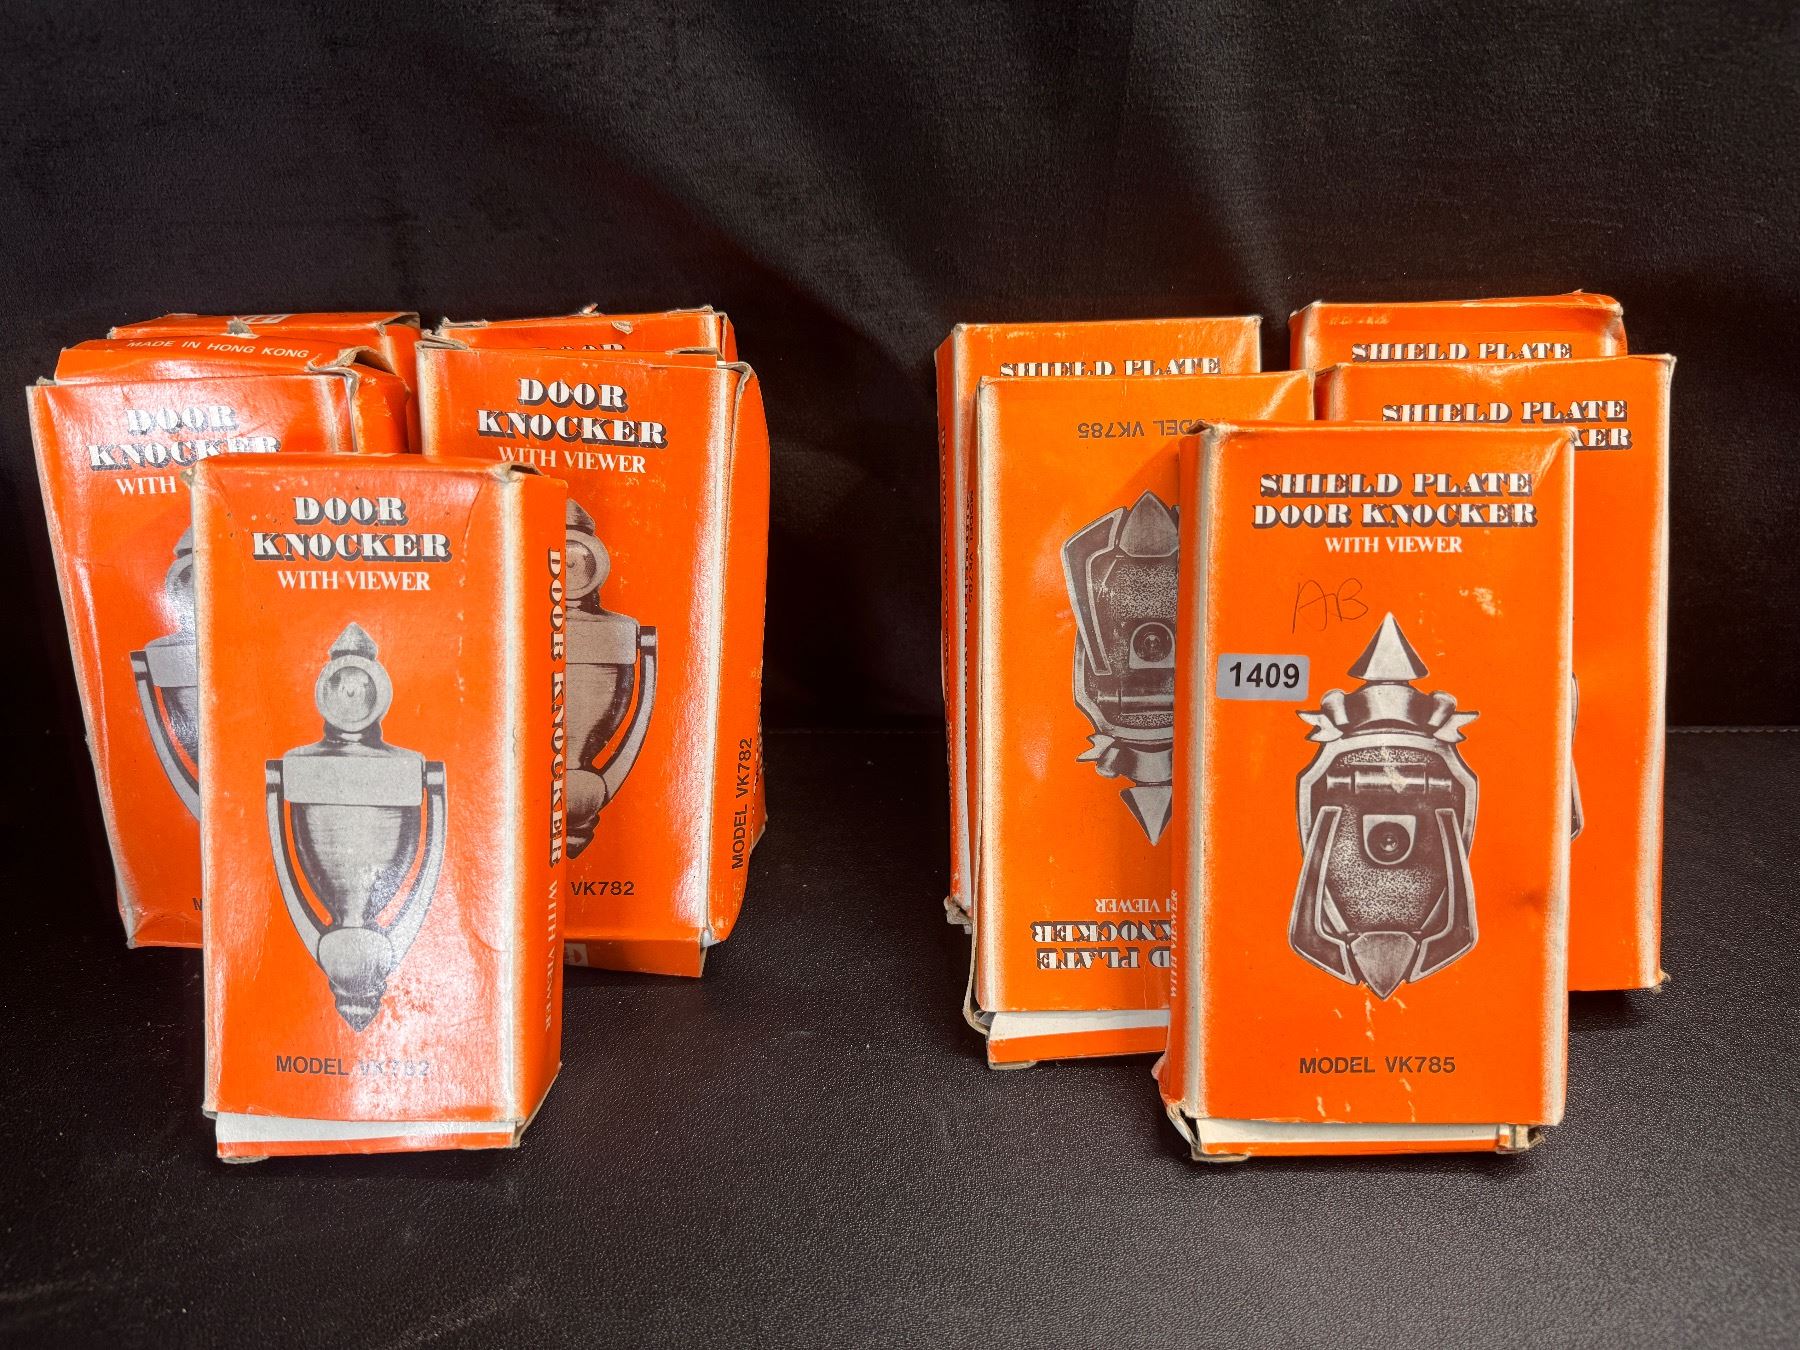 MADE IN HONG KONG
DOOR
KNOCKER
WITH
DOOR
DOOR
KNOCKER
WITH VIEWER
VK782
MODEL VK782
DOOR
KNOCKER
WITH VIEWER
MODEL VK782
DOOR KNOCKER WITH VIEWER
SHIELD PLATE
MODEL VK785
SHIELD PLATE
SHIELD PLATE
SHIELD PLATE
DOOR KNOCKER
WITH VIEWER
AB
1409
MODEL VK785
WITH VIEWER